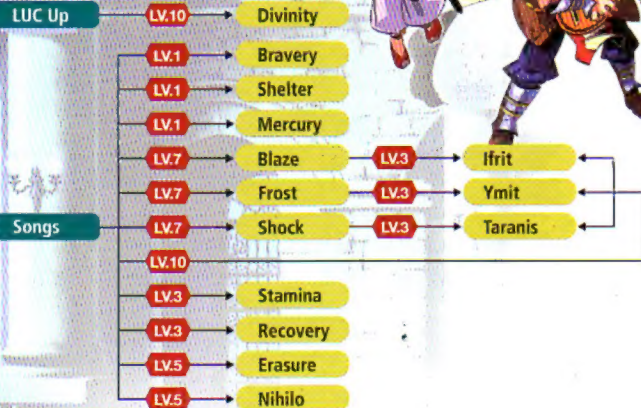 LUC Up LV.10 Divinity
LV.1 Bravery
LV.1 Shelter
LV.1 Mercury
LV.7 Blaze LV.3 Ifrit
LV.7 Frost LV.3 Ymit
Songs LV.7 Shock LV.3 Taranis
LV.10
LV.3 Stamina
LV.3 Recovery
LV.5 Erasure
LV.5 Nihilo